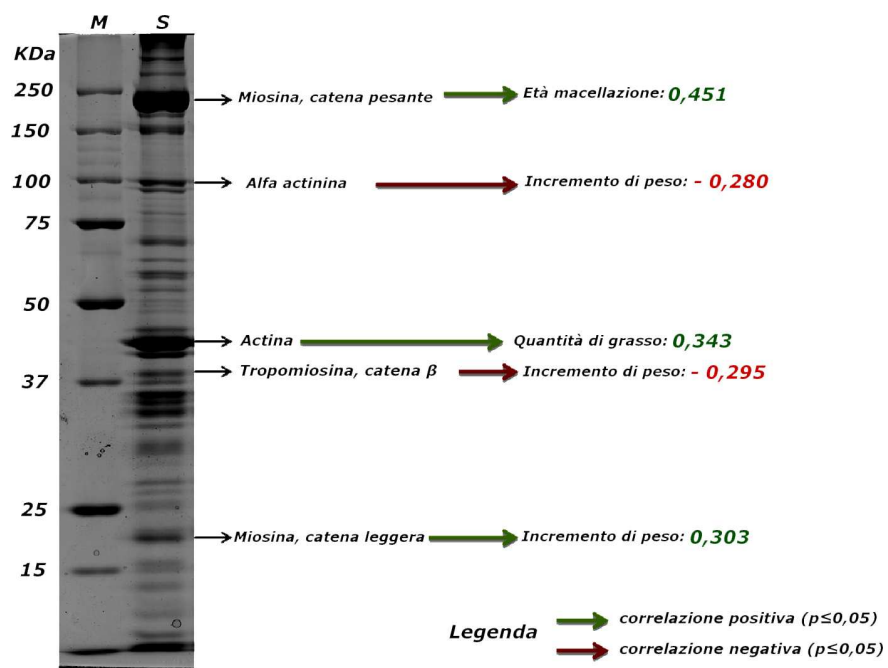 M S
KDa
250
Miosina, catena pesante Età macellazione: 0,451
150
100
Alfa actinina Incremento di peso: - 0,280
75
50
Actina Quantità di grasso: 0,343
Tropomiosina, catena β Incremento di peso: - 0,295
37
25
Miosina, catena leggera Incremento di peso: 0,303
15
Legenda
correlazione positiva (p≤0,05)
correlazione negativa (p≤0,05)